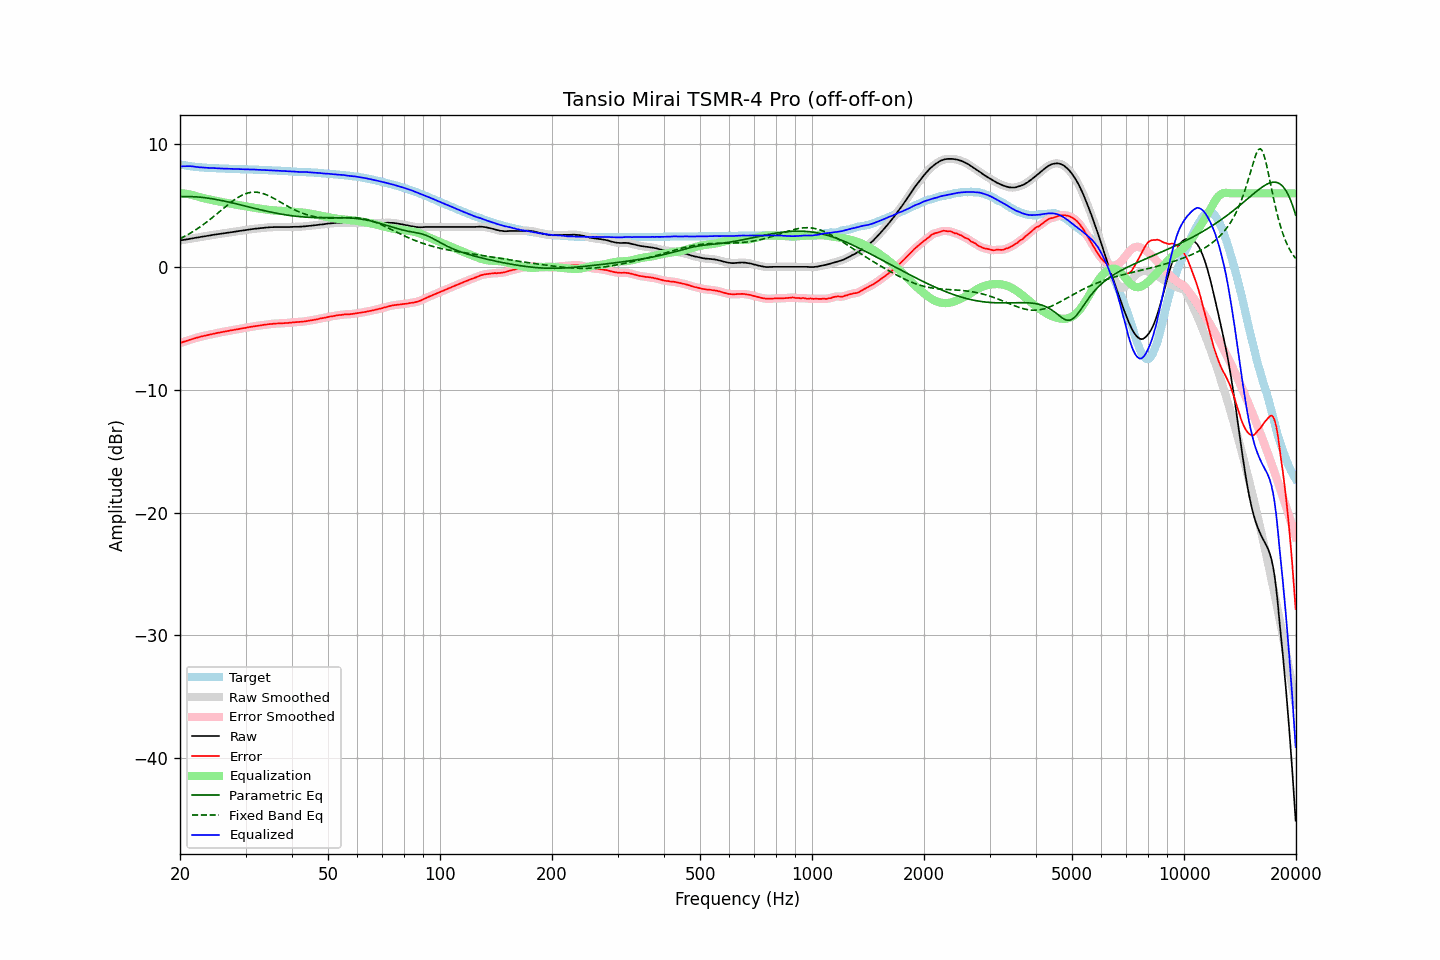 Tansio Mirai TSMR-4 Pro (off-off-on)
10
0
−10
−20
−30
−40
Amplitude (dBr)
Target
Raw Smoothed
Error Smoothed
Raw
Error
Equalization
Parametric Eq
Fixed Band Eq
Equalized
20 50 100 200 500 1000 2000 5000 10000 20000
Frequency (Hz)